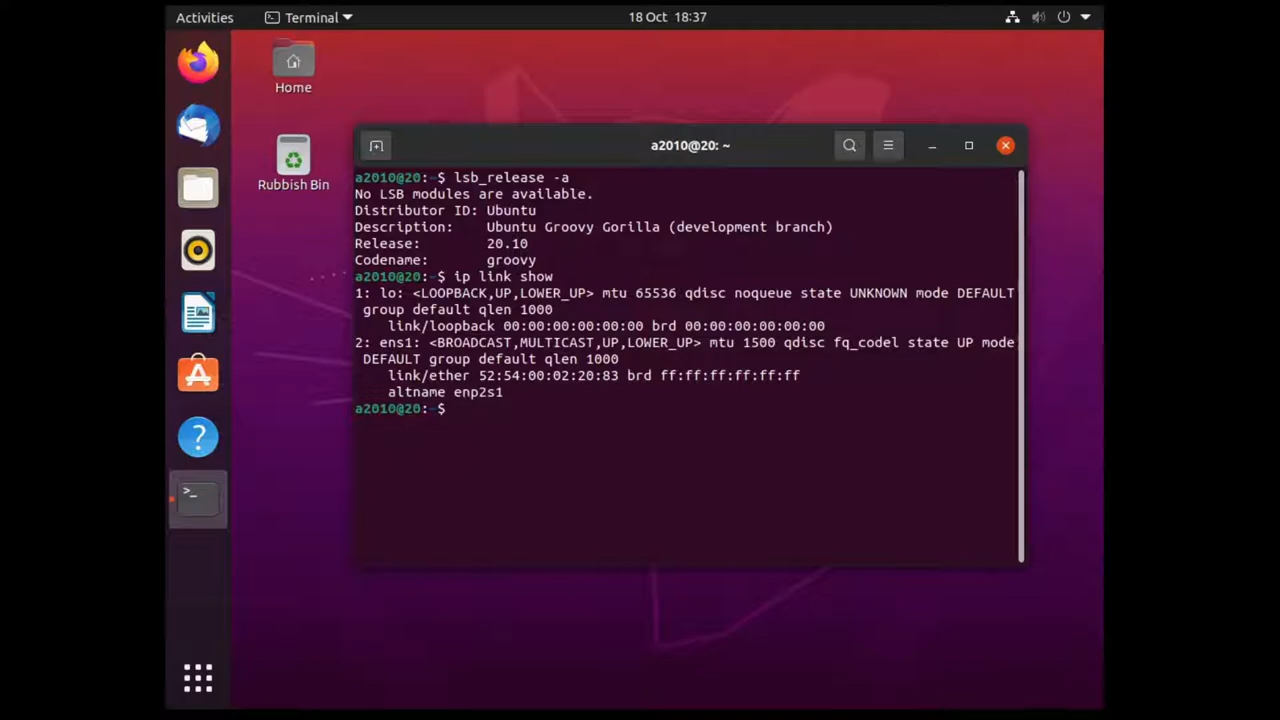 Activities
Terminal
18 Oct 18:37
Home
Rubbish Bin
a2010@20: ~
a2010@20:~$ lsb_release -a
No LSB modules are available.
Distributor ID: Ubuntu
Description:    Ubuntu Groovy Gorilla (development branch)
Release:        20.10
Codename:       groovy
a2010@20:~$ ip link show
1: lo: <LOOPBACK,UP,LOWER_UP> mtu 65536 qdisc noqueue state UNKNOWN mode DEFAULT
 group default qlen 1000
    link/loopback 00:00:00:00:00:00 brd 00:00:00:00:00:00
2: ens1: <BROADCAST,MULTICAST,UP,LOWER_UP> mtu 1500 qdisc fq_codel state UP mode
DEFAULT group default qlen 1000
    link/ether 52:54:00:02:20:83 brd ff:ff:ff:ff:ff:ff
    altname enp2s1
a2010@20:~$